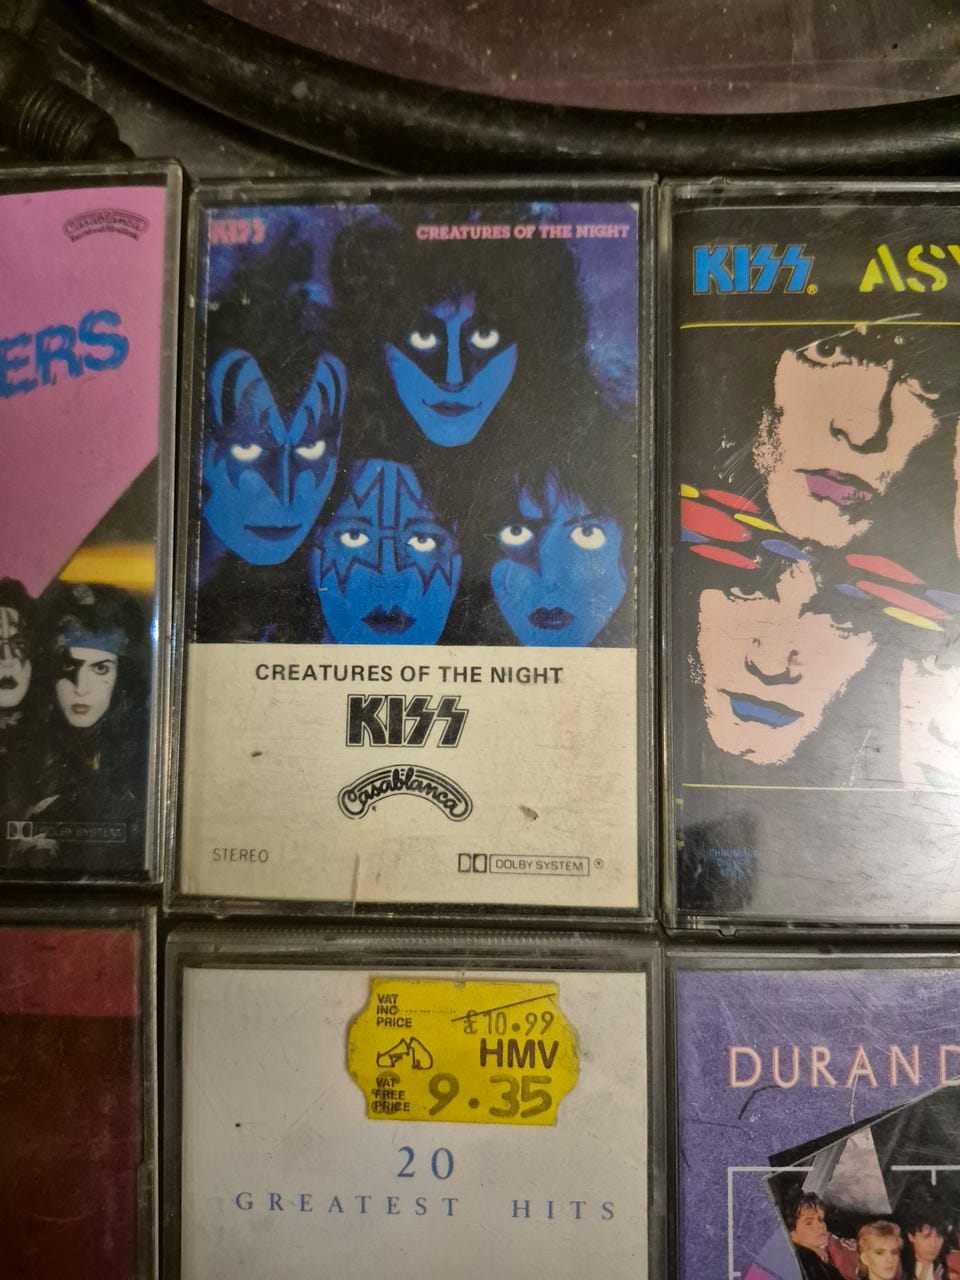 Casablanca
ERS
DOLBY SYSTEM
KISS
CREATURES OF THE NIGHT
CREATURES OF THE NIGHT
KISS
Casablanca
STEREO
DOLBY SYSTEM ®
KISS® ASY
VAT
INC
PRICE
£10.99
HMV
VAT
FREE
PRICE
9.35
20
GREATEST HITS
DURAND